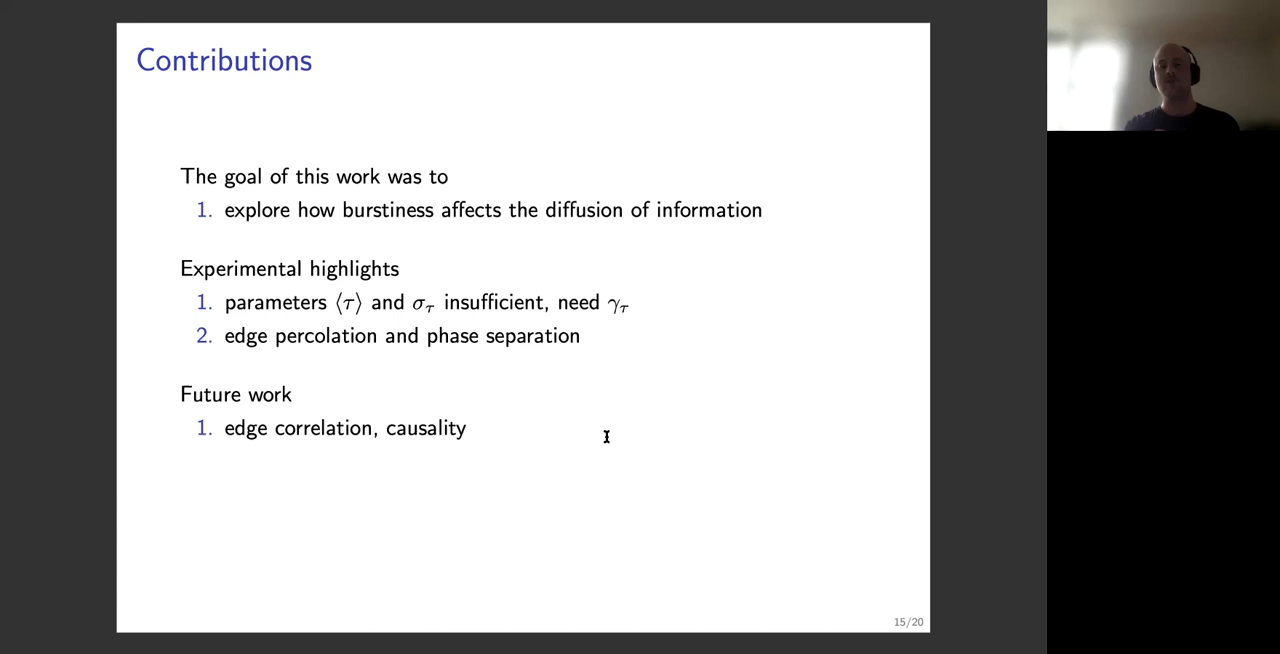 Contributions
The goal of this work was to
1. explore how burstiness affects the diffusion of information
Experimental highlights
1. parameters ⟨τ⟩ and σ_τ insufficient, need γ_τ
2. edge percolation and phase separation
Future work
1. edge correlation, causality
15/20